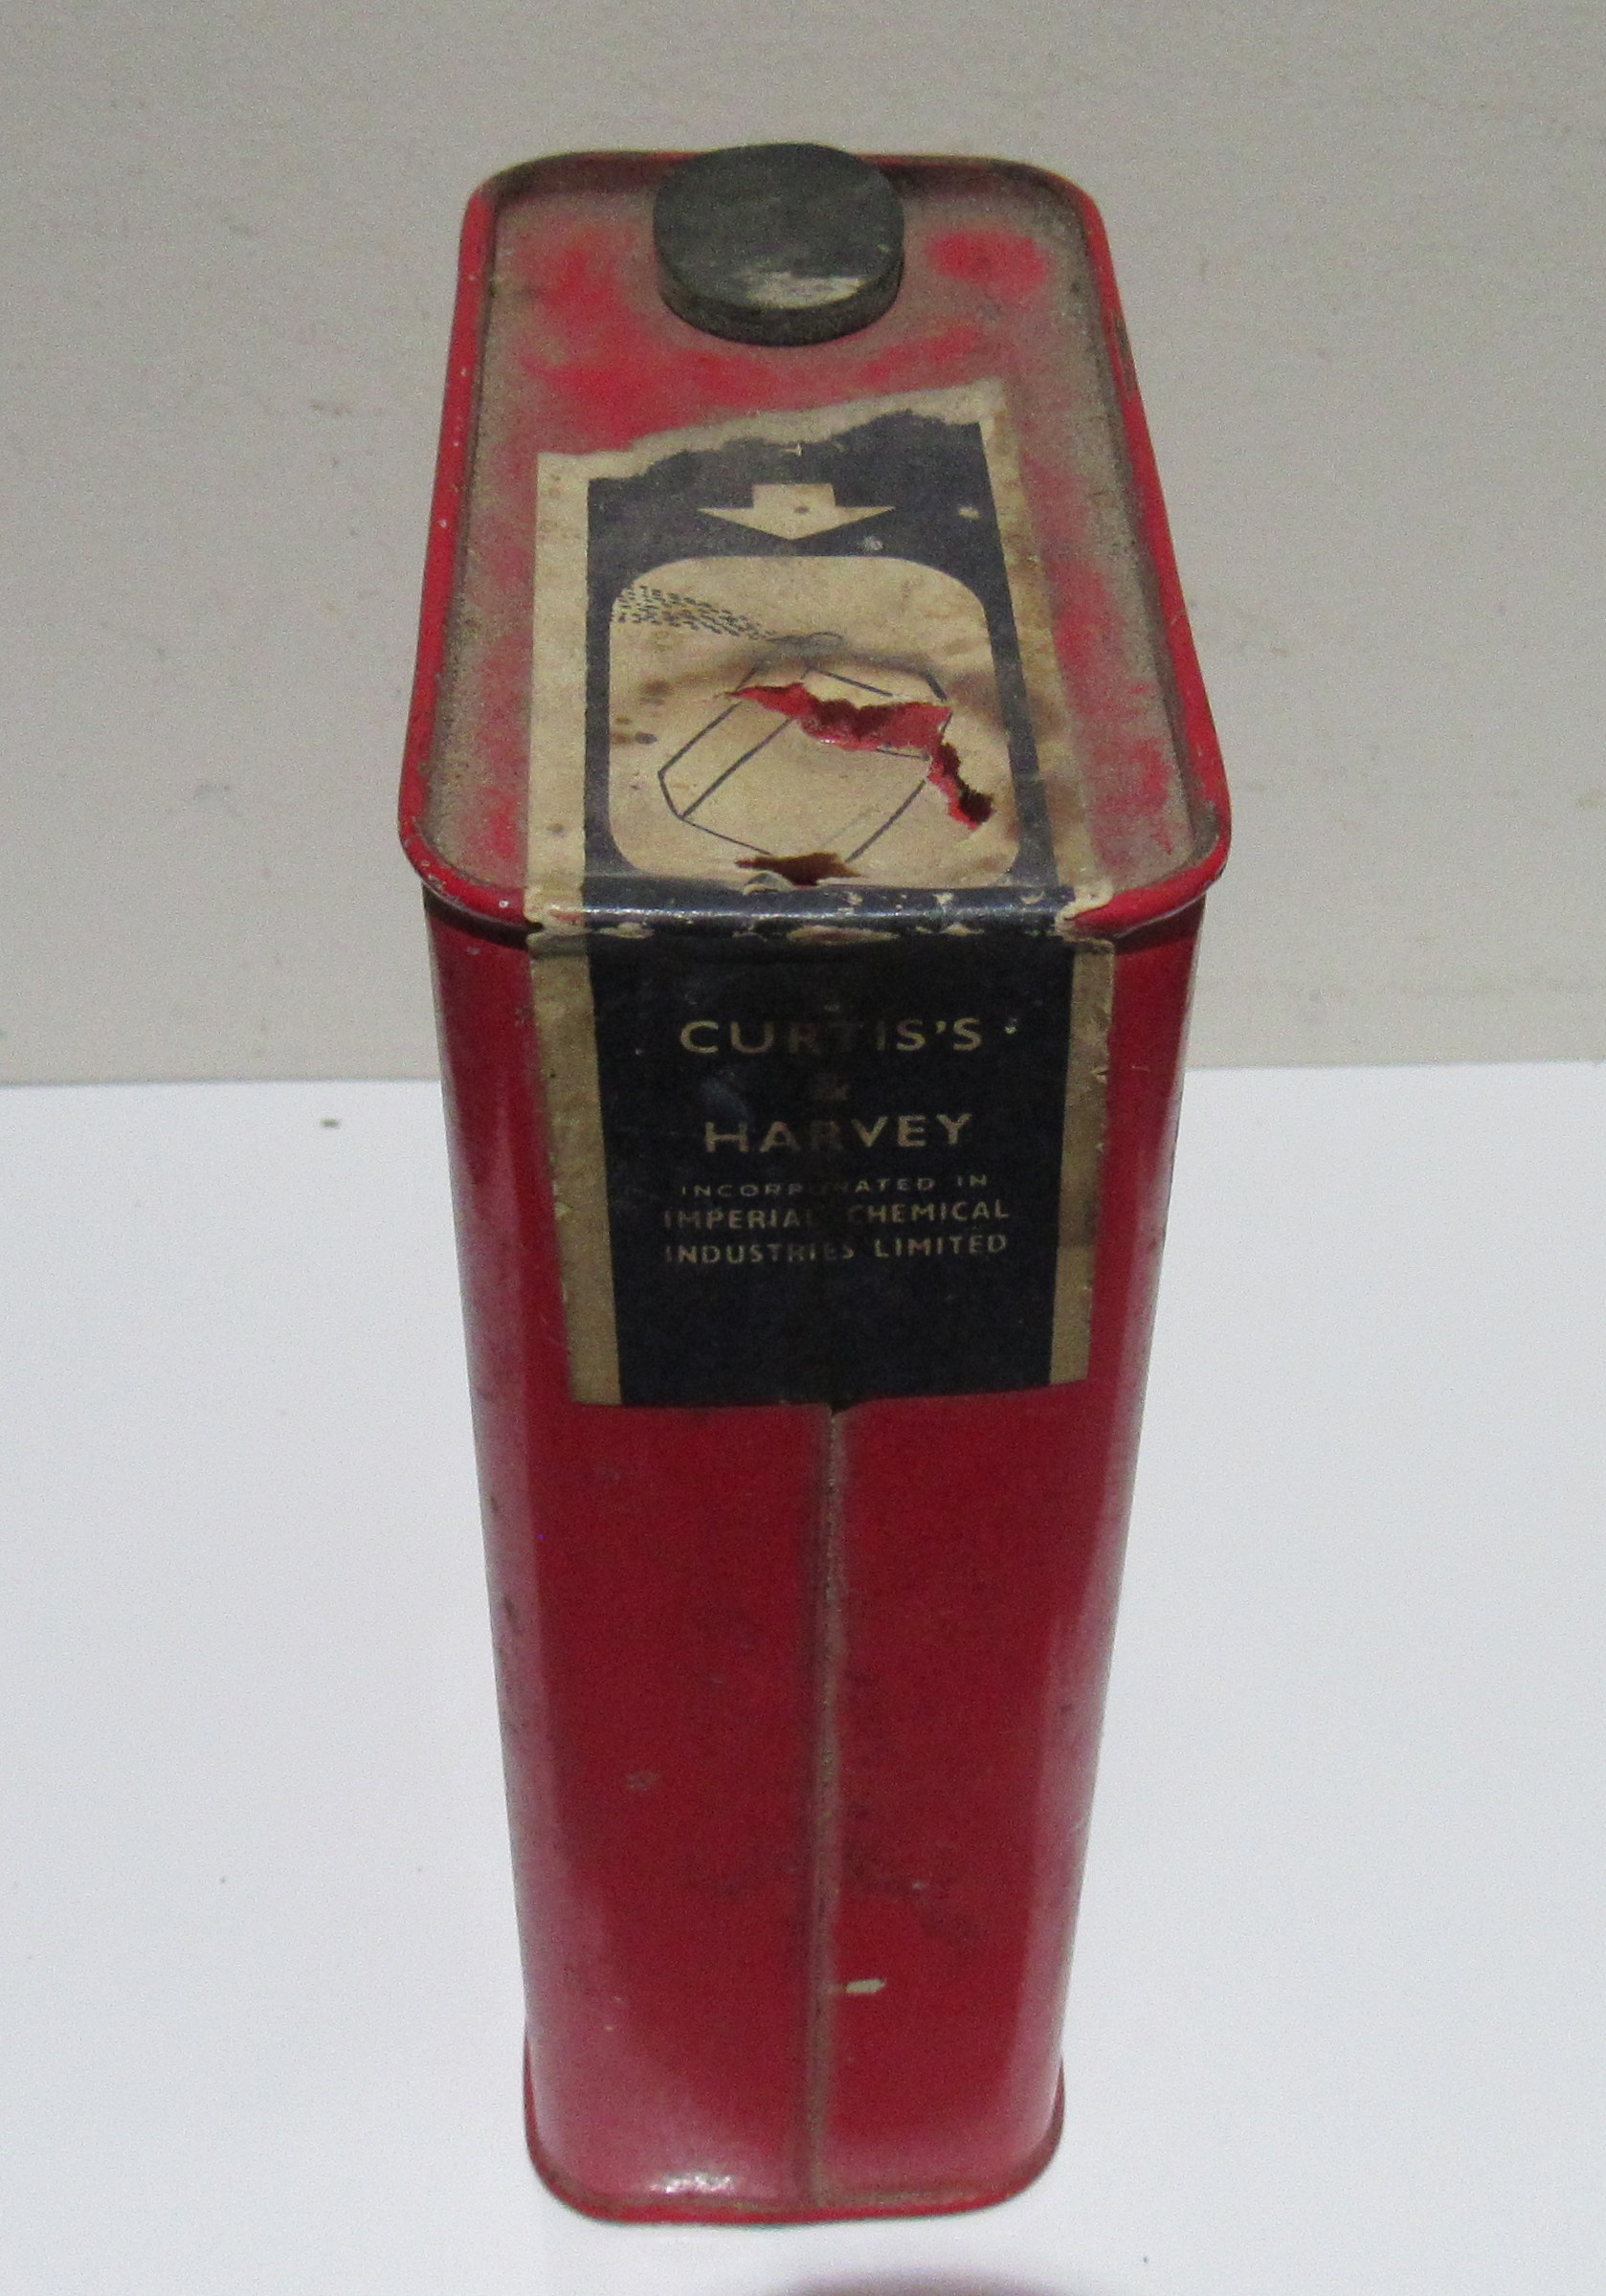 CURTIS'S
&
HARVEY
INCORPORATED IN
IMPERIAL CHEMICAL
INDUSTRIES LIMITED